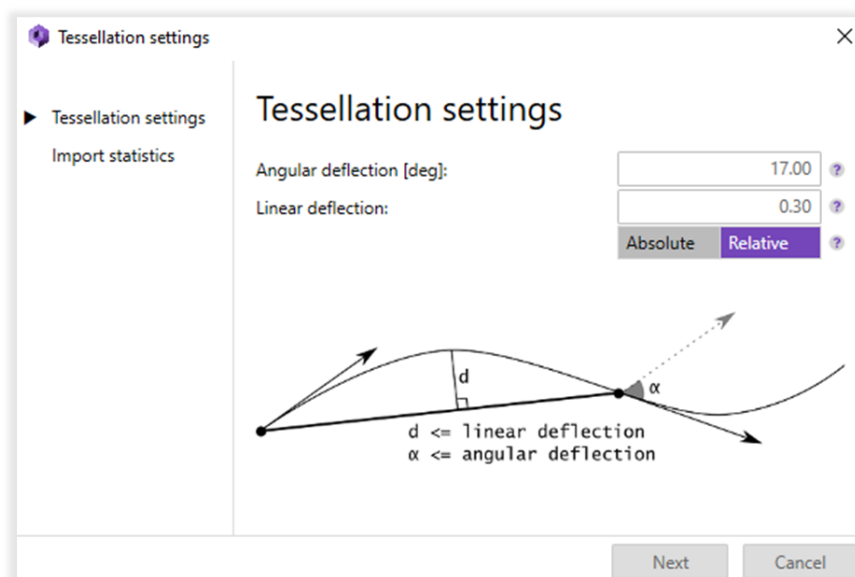 Tessellation settings
Tessellation settings
Import statistics
Tessellation settings
Angular deflection [deg]:
17.00
?
Linear deflection:
0.30
?
Absolute
Relative
?
d
α
d <= linear deflection
α <= angular deflection
Next
Cancel